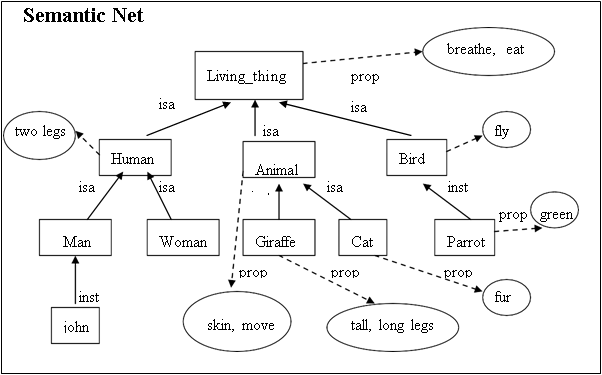 Semantic Net
breathe, eat
Living_thing
prop
isa
isa
isa
two legs
fly
Human
Animal
Bird
isa
isa
isa
inst
prop
green
Man
Woman
Giraffe
Cat
Parrot
prop
prop
prop
inst
fur
john
skin, move
tall, long legs